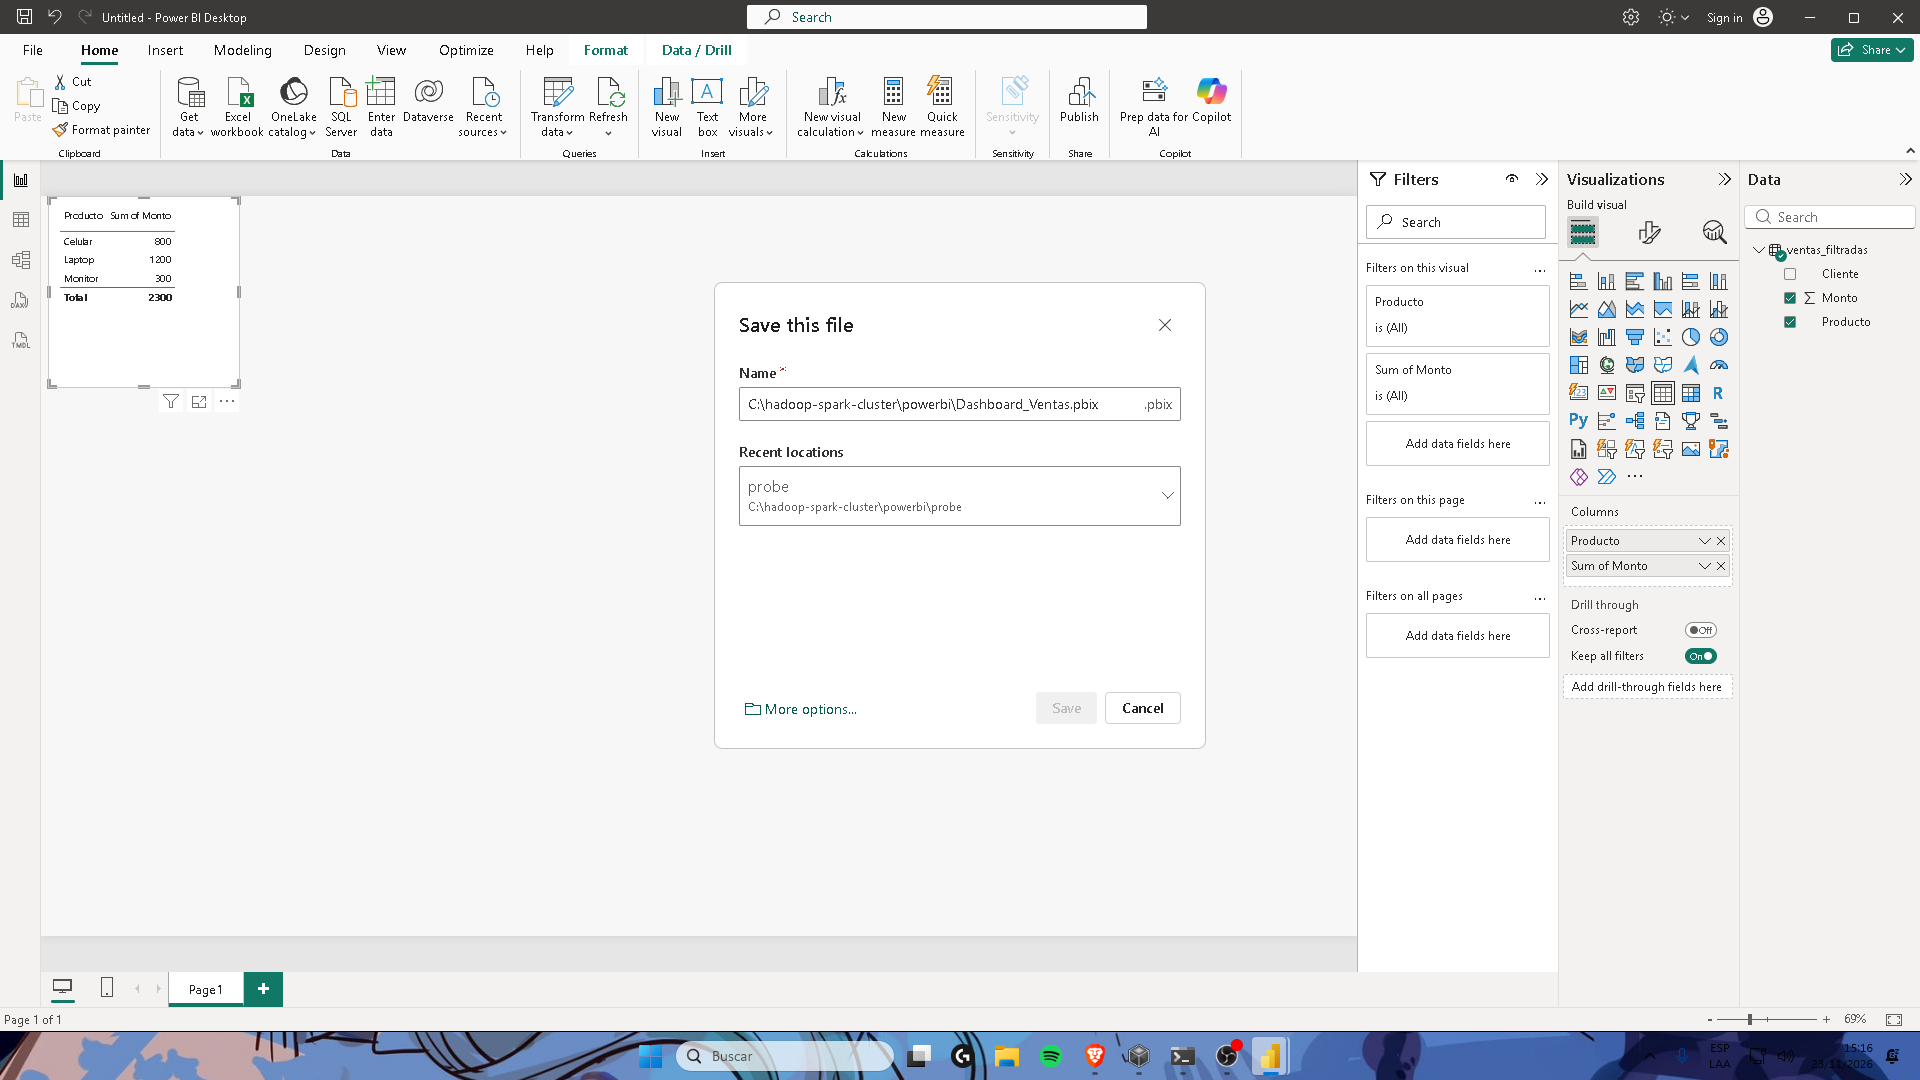 Untitled - Power BI Desktop
Search
Sign in
File
Home
Insert
Modeling
Design
View
Optimize
Help
Format
Data / Drill
Share
Paste
Cut
Copy
Format painter
Clipboard
Get data
Excel workbook
OneLake catalog
SQL Server
Enter data
Dataverse
Recent sources
Data
Transform data
Refresh
Queries
New visual
Text box
More visuals
Insert
New visual calculation
New measure
Quick measure
Calculations
Sensitivity
Sensitivity
Publish
Share
Prep data for AI
Copilot
Copilot
Producto Sum of Monto
Celular 800
Laptop 1200
Monitor 300
Total 2300
Save this file
Name *
C:\hadoop-spark-cluster\powerbi\Dashboard_Ventas.pbix .pbix
Recent locations
probe
C:\hadoop-spark-cluster\powerbi\probe
More options...
Save
Cancel
Filters
Search
Filters on this visual
Producto
is (All)
Sum of Monto
is (All)
Add data fields here
Filters on this page
Add data fields here
Filters on all pages
Add data fields here
Visualizations
Build visual
Columns
Producto
Sum of Monto
Drill through
Cross-report Off
Keep all filters On
Add drill-through fields here
Data
Search
ventas_filtradas
Cliente
Monto
Producto
DAX
TMDL
Page1
Page 1 of 1
69%
Buscar
ESP
LAA
15:16
23/11/2026